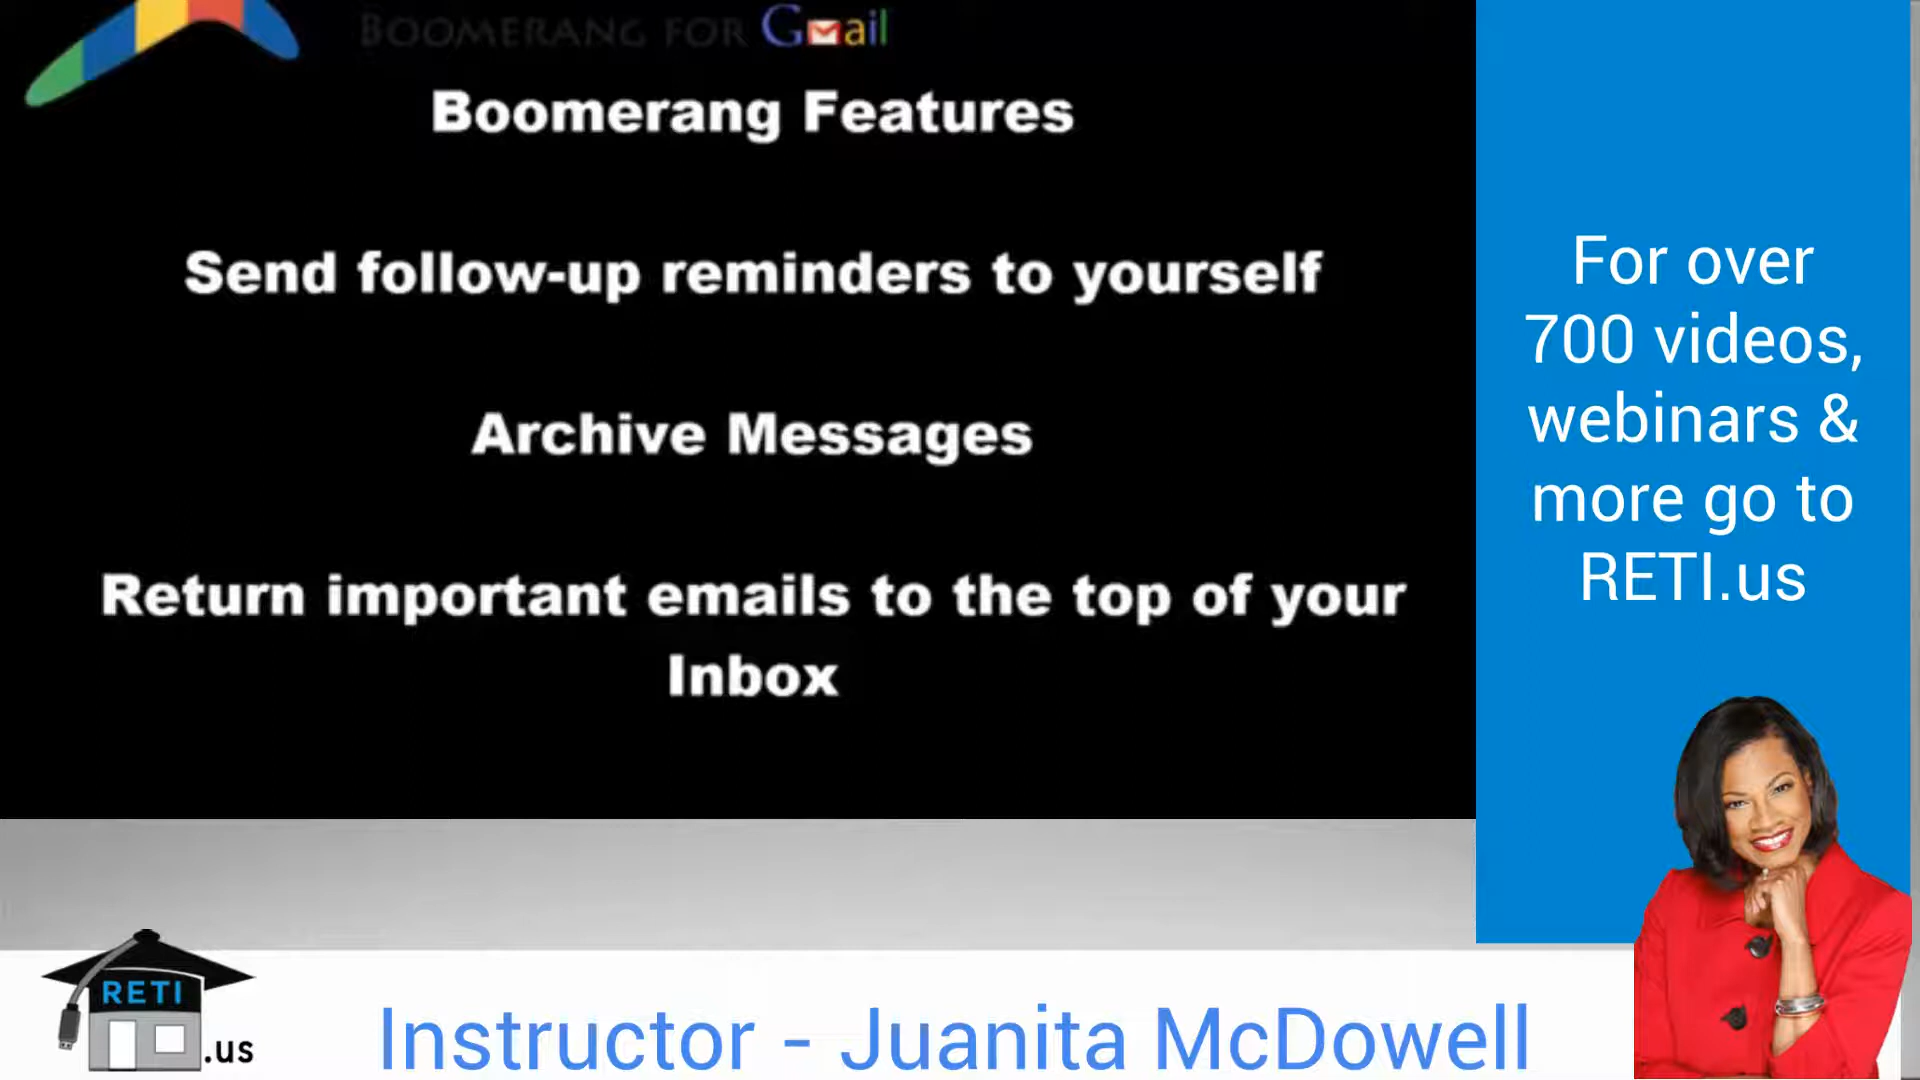 BOOMERANG FOR Gmail
Boomerang Features
Send follow-up reminders to yourself
Archive Messages
Return important emails to the top of your
Inbox
For over
700 videos,
webinars &
more go to
RETI.us
RETI
.us
Instructor - Juanita McDowell